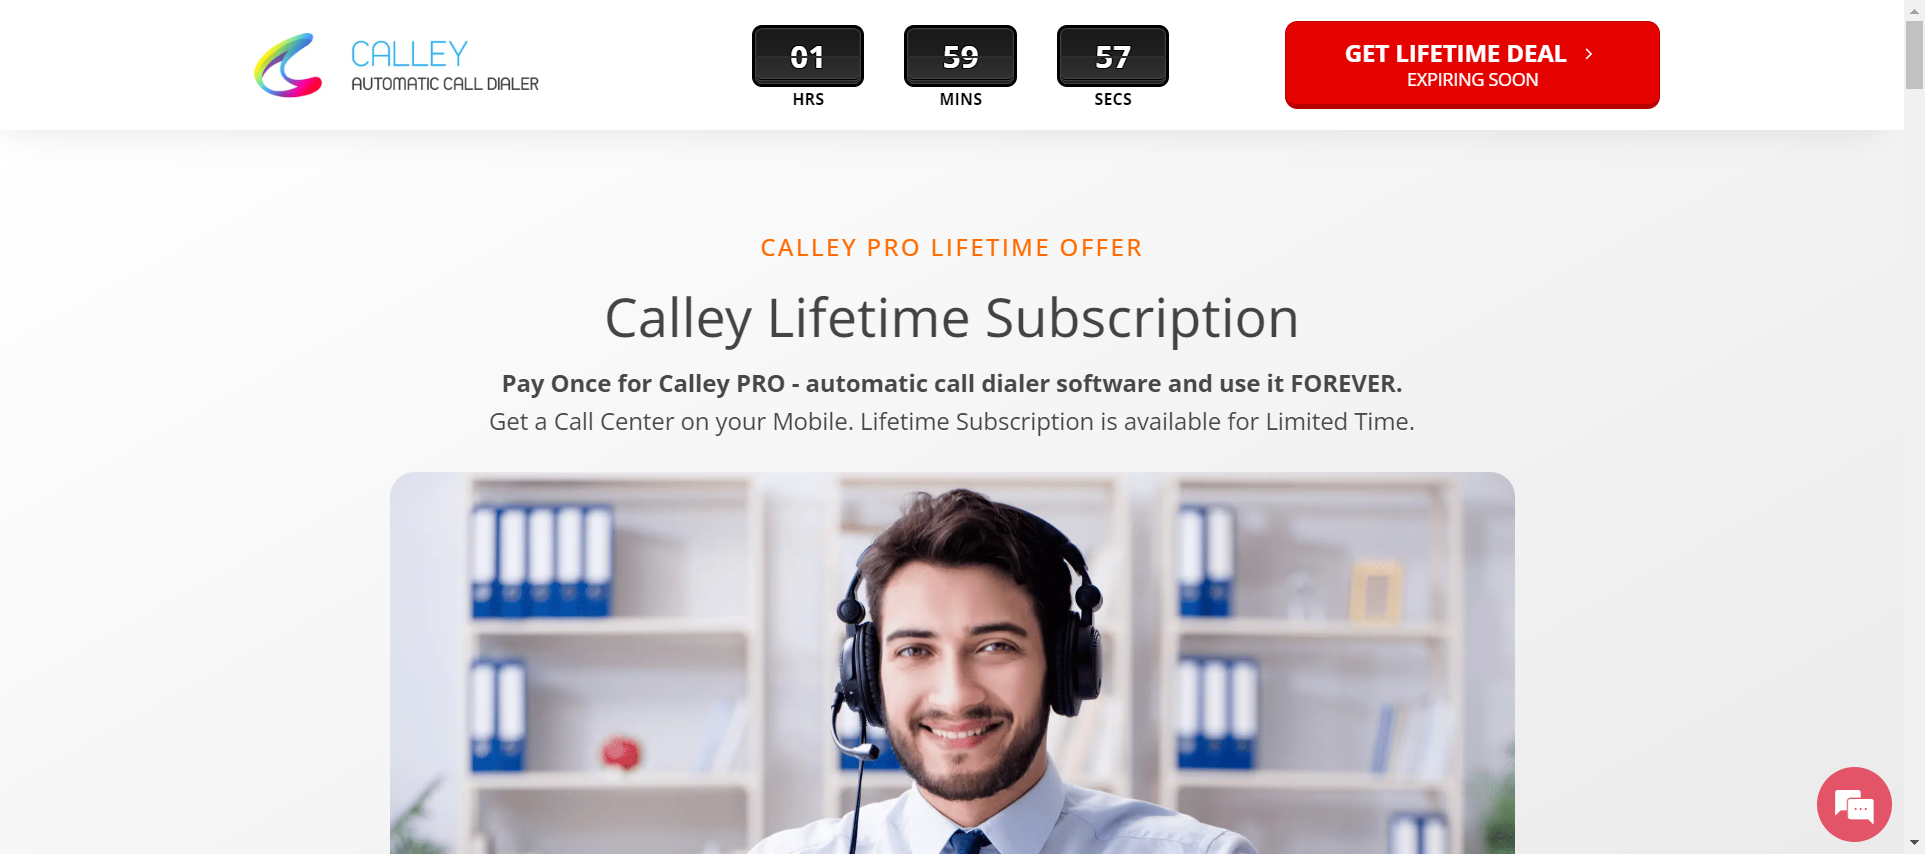 CALLEY
AUTOMATIC CALL DIALER
01
HRS
59
MINS
57
SECS
GET LIFETIME DEAL
EXPIRING SOON
CALLEY PRO LIFETIME OFFER
Calley Lifetime Subscription
Pay Once for Calley PRO - automatic call dialer software and use it FOREVER.
Get a Call Center on your Mobile. Lifetime Subscription is available for Limited Time.